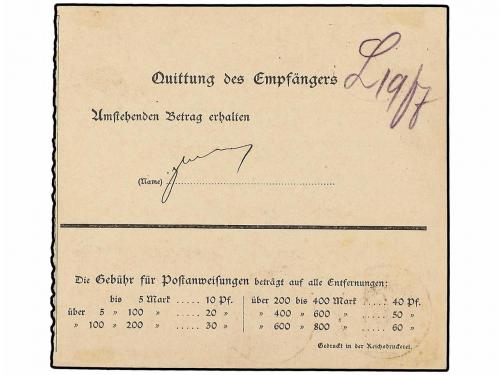 Quittung des Empfängers
L 19/7
Umstehenden Betrag erhalten
(Name)
Die Gebühr für Postanweisungen beträgt auf alle Entfernungen:
bis 5 Mark ..... 10 Pf. über 200 bis 400 Mark ..... 40 Pf.
über 5 „ 100 „ ..... 20 „ „ 400 „ 600 „ ..... 50 „
„ 100 „ 200 „ ..... 30 „ „ 600 „ 800 „ ..... 60 „
Gedruckt in der Reichsdruckerei.